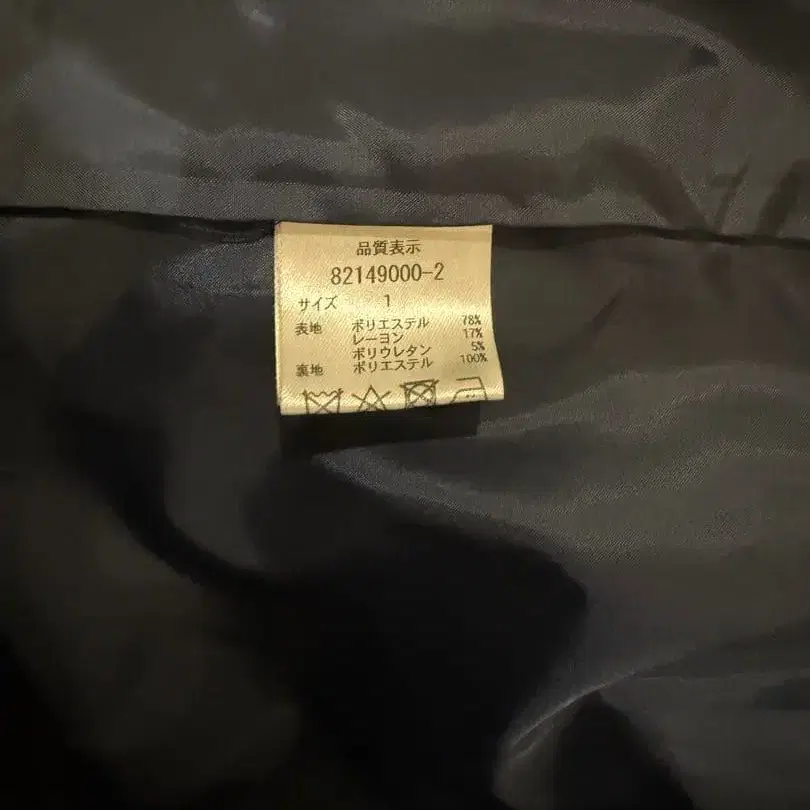 品質表示
82149000-2
サイズ 1
表地 ポリエステル 78%
レーヨン 17%
ポリウレタン 5%
裏地 ポリエステル 100%